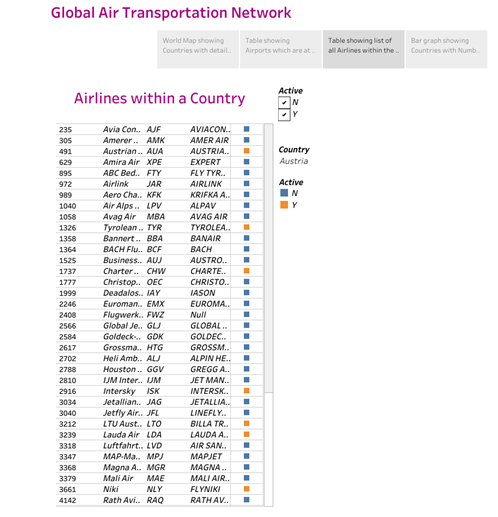 Global Air Transportation Network
World Map showing
Countries with detail..
Table showing
Airports which are at ..
Table showing list of
all Airlines within the ..
Bar graph showing
Countries with Numb..
Airlines within a Country
Active
N
Y
Country
Austria
Active
N
Y
235 Avia Con.. AJF AVIACON..
305 Amerer .. AMK AMER AIR
491 Austrian .. AUA AUSTRIA..
629 Amira Air XPE EXPERT
895 ABC Bed.. FTY FLY TYR..
972 Airlink JAR AIRLINK
989 Aero Cha.. KFK KRIFKA A..
1040 Air Alps .. LPV ALPAV
1058 Avag Air MBA AVAG AIR
1326 Tyrolean .. TYR TYROLEA..
1358 Bannert .. BBA BANAIR
1364 BACH Flu.. BCF BACH
1525 Business.. AUJ AUSTRO..
1737 Charter .. CHW CHARTE..
1777 Christop.. OEC CHRISTO..
1999 Deadalos.. IAY IASON
2246 Euroman.. EMX EUROMA..
2408 Flugwerk.. FWZ Null
2566 Global Je.. GLJ GLOBAL ..
2584 Goldeck-.. GDK GOLDEC..
2617 Grossma.. HTG GROSSM..
2702 Heli Amb.. ALJ ALPIN HE..
2788 Houston .. GGV GREGG A..
2810 IJM Inter.. IJM JET MAN..
2916 Intersky ISK INTERSK..
3034 Jetallian.. JAG JETALLIA..
3040 Jetfly Air.. JFL LINEFLY..
3212 LTU Aust.. LTO BILLA TR..
3239 Lauda Air LDA LAUDA A..
3318 Luftfahrt.. LVD AIR SAN..
3347 MAP-Ma.. MPJ MAPJET
3368 Magna A.. MGR MAGNA ..
3379 Mali Air MAE MALI AIR..
3661 Niki NLY FLYNIKI
4142 Rath Avi.. RAQ RATH AV..